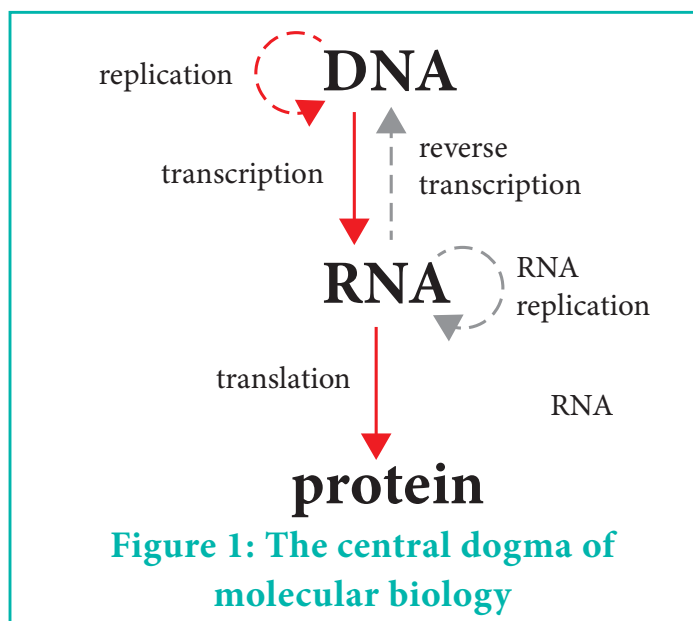 DNA
replication
reverse
transcription
transcription
RNA
RNA
replication
translation
RNA
protein
Figure 1: The central dogma of
molecular biology